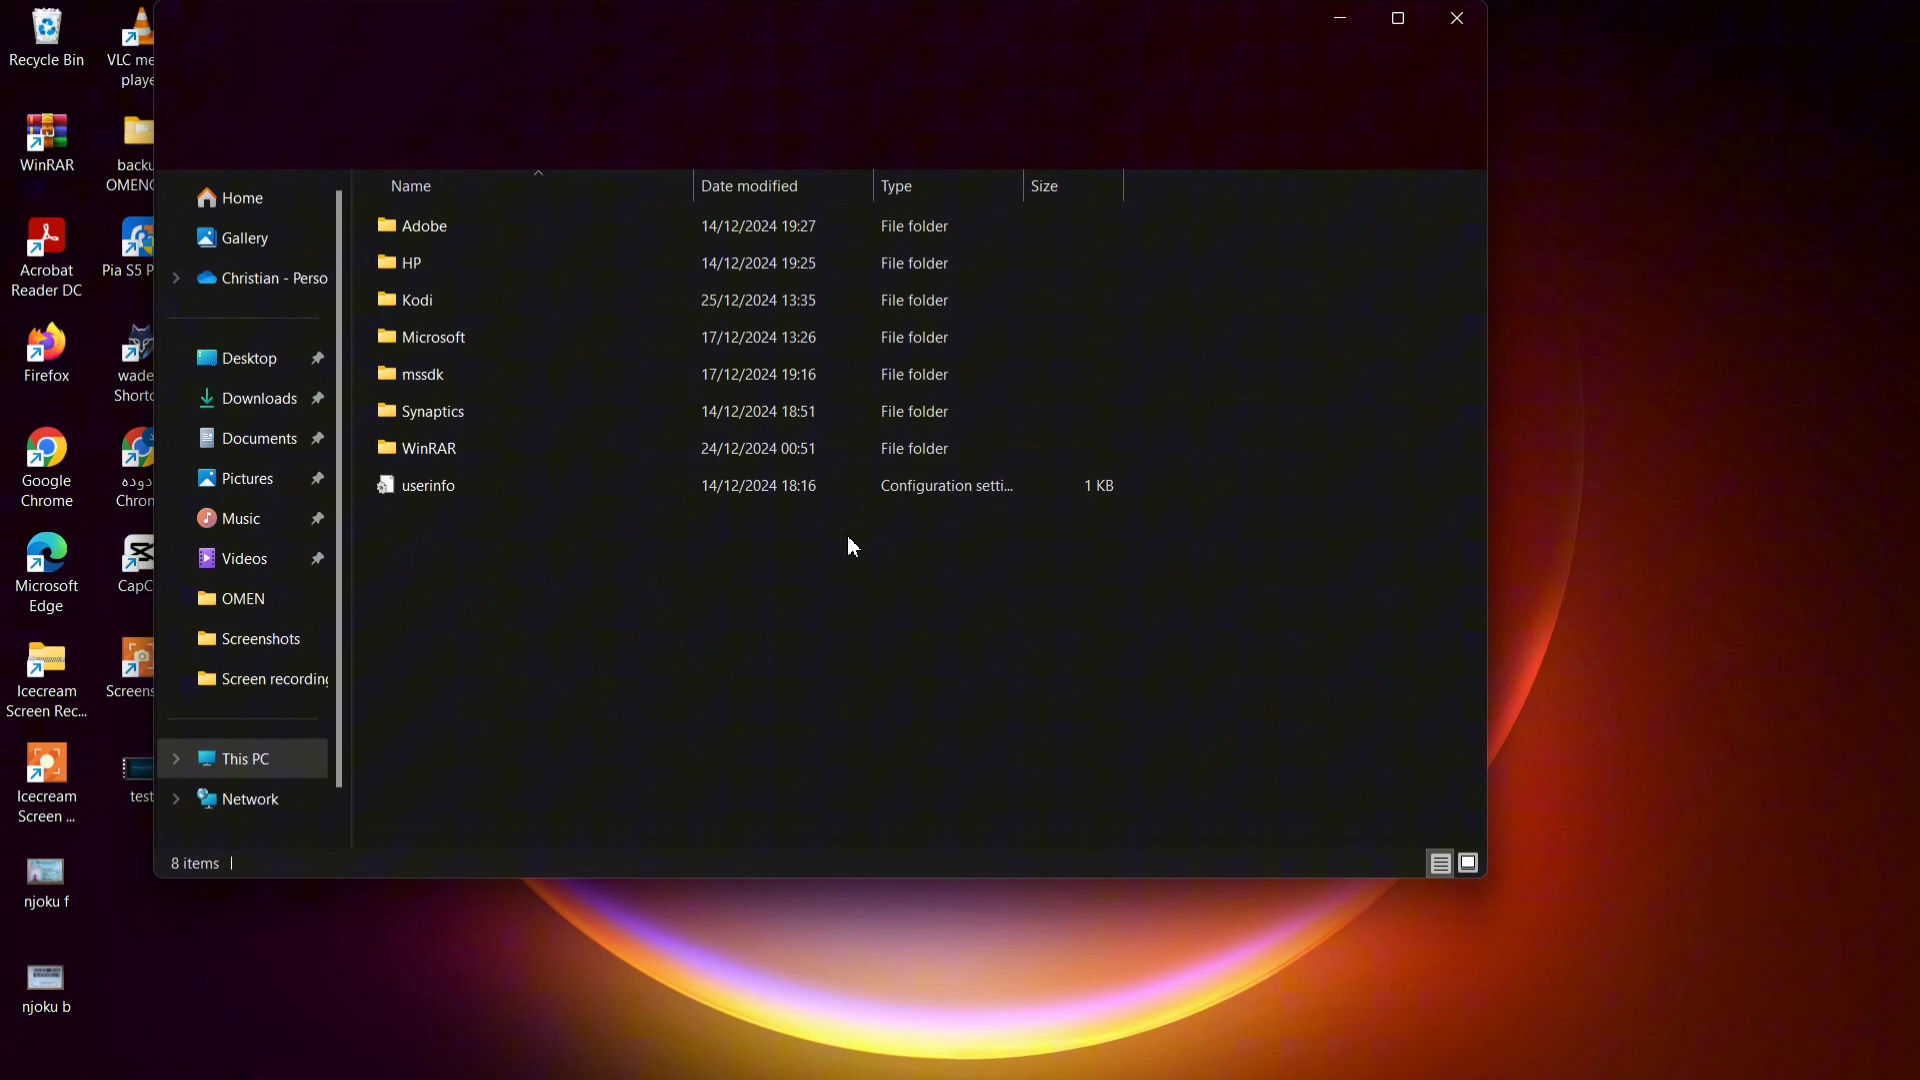 Recycle Bin
VLC me
playe
WinRAR
backu
OMEN
Acrobat
Reader DC
Pia S5 P
Firefox
wade
Shortc
Google
Chrome
دوده
Chron
Microsoft
Edge
CapC
Icecream
Screen Rec...
Screens
Icecream
Screen ...
test
njoku f
njoku b
Home
Gallery
Christian - Perso
Desktop
Downloads
Documents
Pictures
Music
Videos
OMEN
Screenshots
Screen recording
This PC
Network
Name Date modified Type Size
Adobe 14/12/2024 19:27 File folder
HP 14/12/2024 19:25 File folder
Kodi 25/12/2024 13:35 File folder
Microsoft 17/12/2024 13:26 File folder
mssdk 17/12/2024 19:16 File folder
Synaptics 14/12/2024 18:51 File folder
WinRAR 24/12/2024 00:51 File folder
userinfo 14/12/2024 18:16 Configuration setti... 1 KB
8 items